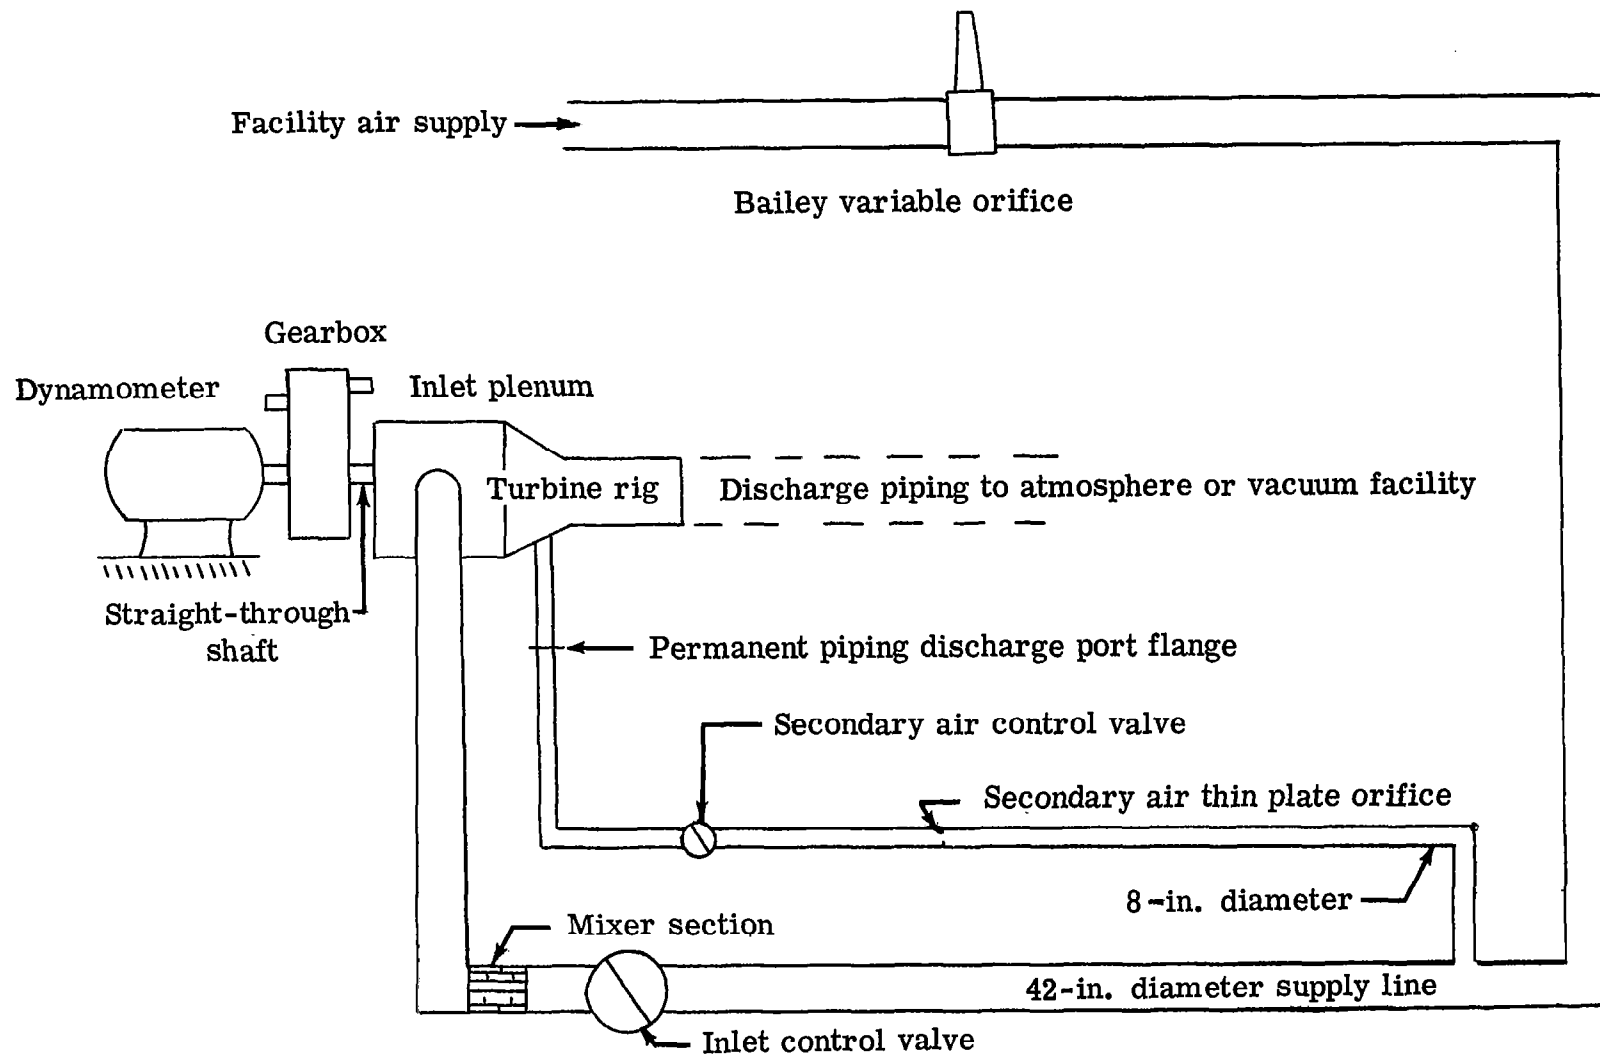 Facility air supply
Bailey variable orifice
Gearbox
Dynamometer
Inlet plenum
Turbine rig
Discharge piping to atmosphere or vacuum facility
Straight-through
shaft
Permanent piping discharge port flange
Secondary air control valve
Secondary air thin plate orifice
8-in. diameter
Mixer section
42-in. diameter supply line
Inlet control valve